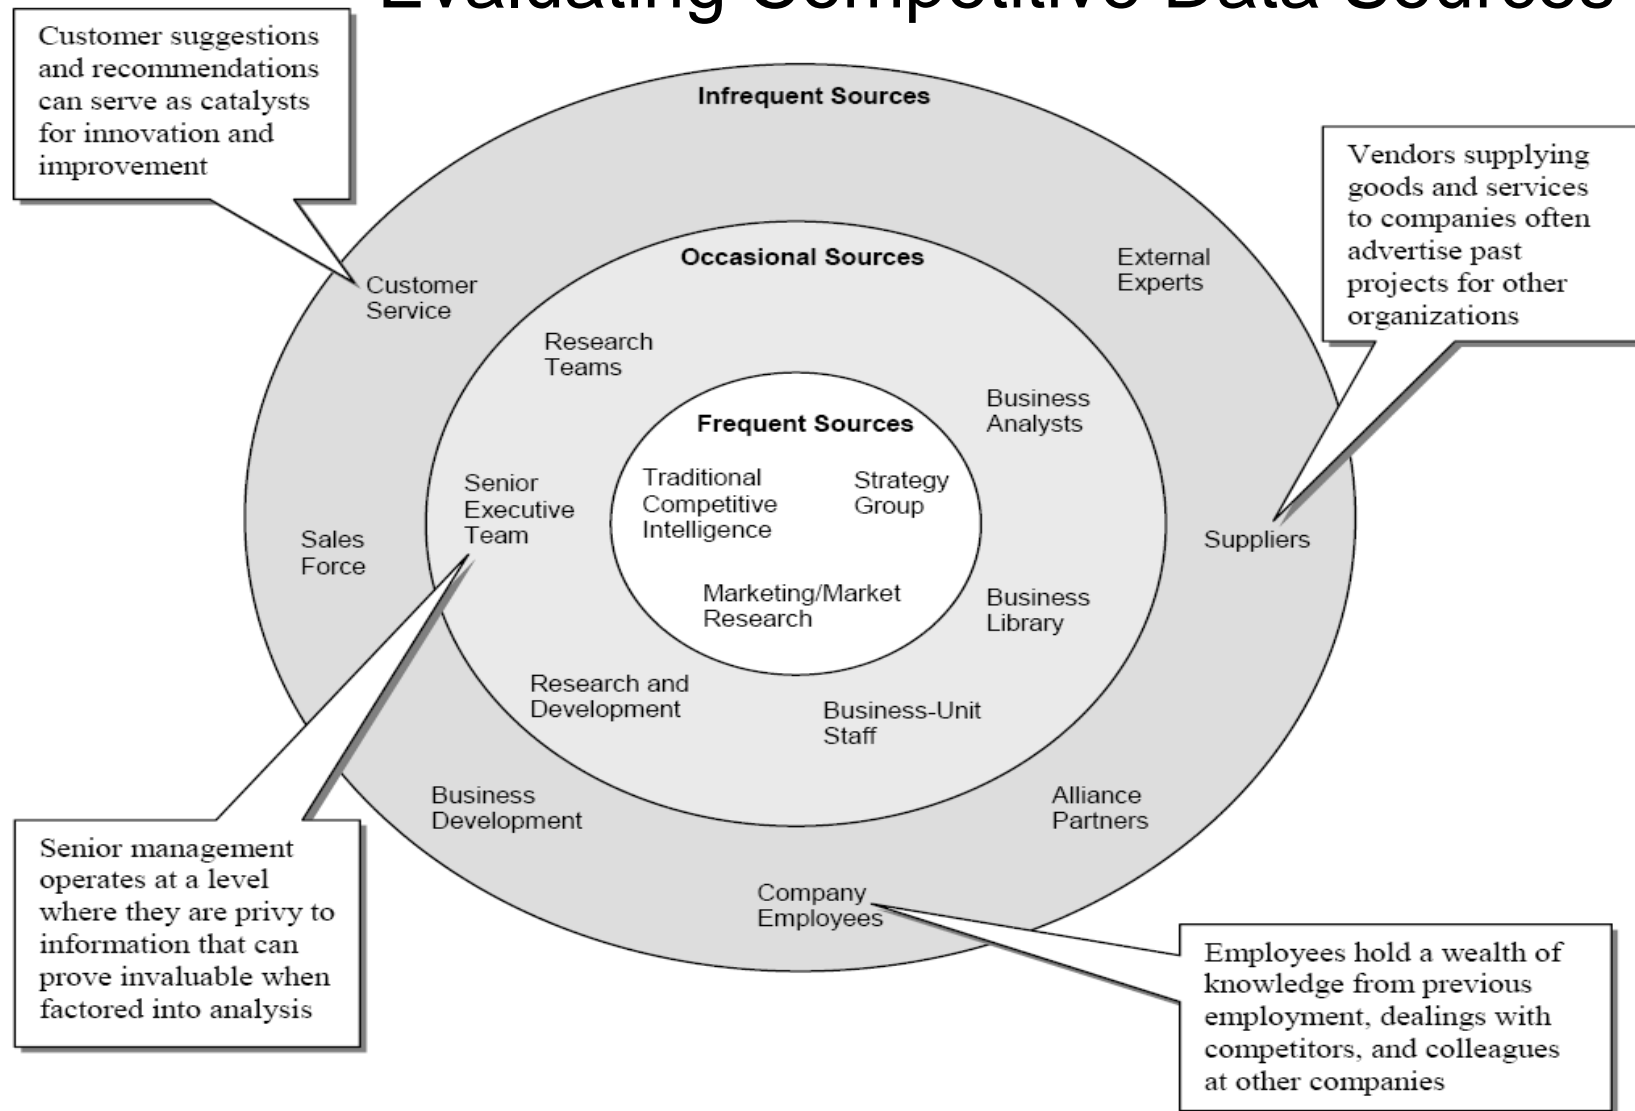 Evaluating Competitive Data Sources
Customer suggestions
and recommendations
can serve as catalysts
for innovation and
improvement
Infrequent Sources
Vendors supplying
goods and services
to companies often
advertise past
projects for other
organizations
Occasional Sources
External
Experts
Customer
Service
Research
Teams
Business
Analysts
Frequent Sources
Traditional
Competitive
Intelligence
Strategy
Group
Senior
Executive
Team
Sales
Force
Suppliers
Marketing/Market
Research
Business
Library
Research and
Development
Business-Unit
Staff
Business
Development
Alliance
Partners
Company
Employees
Senior management
operates at a level
where they are privy to
information that can
prove invaluable when
factored into analysis
Employees hold a wealth of
knowledge from previous
employment, dealings with
competitors, and colleagues
at other companies